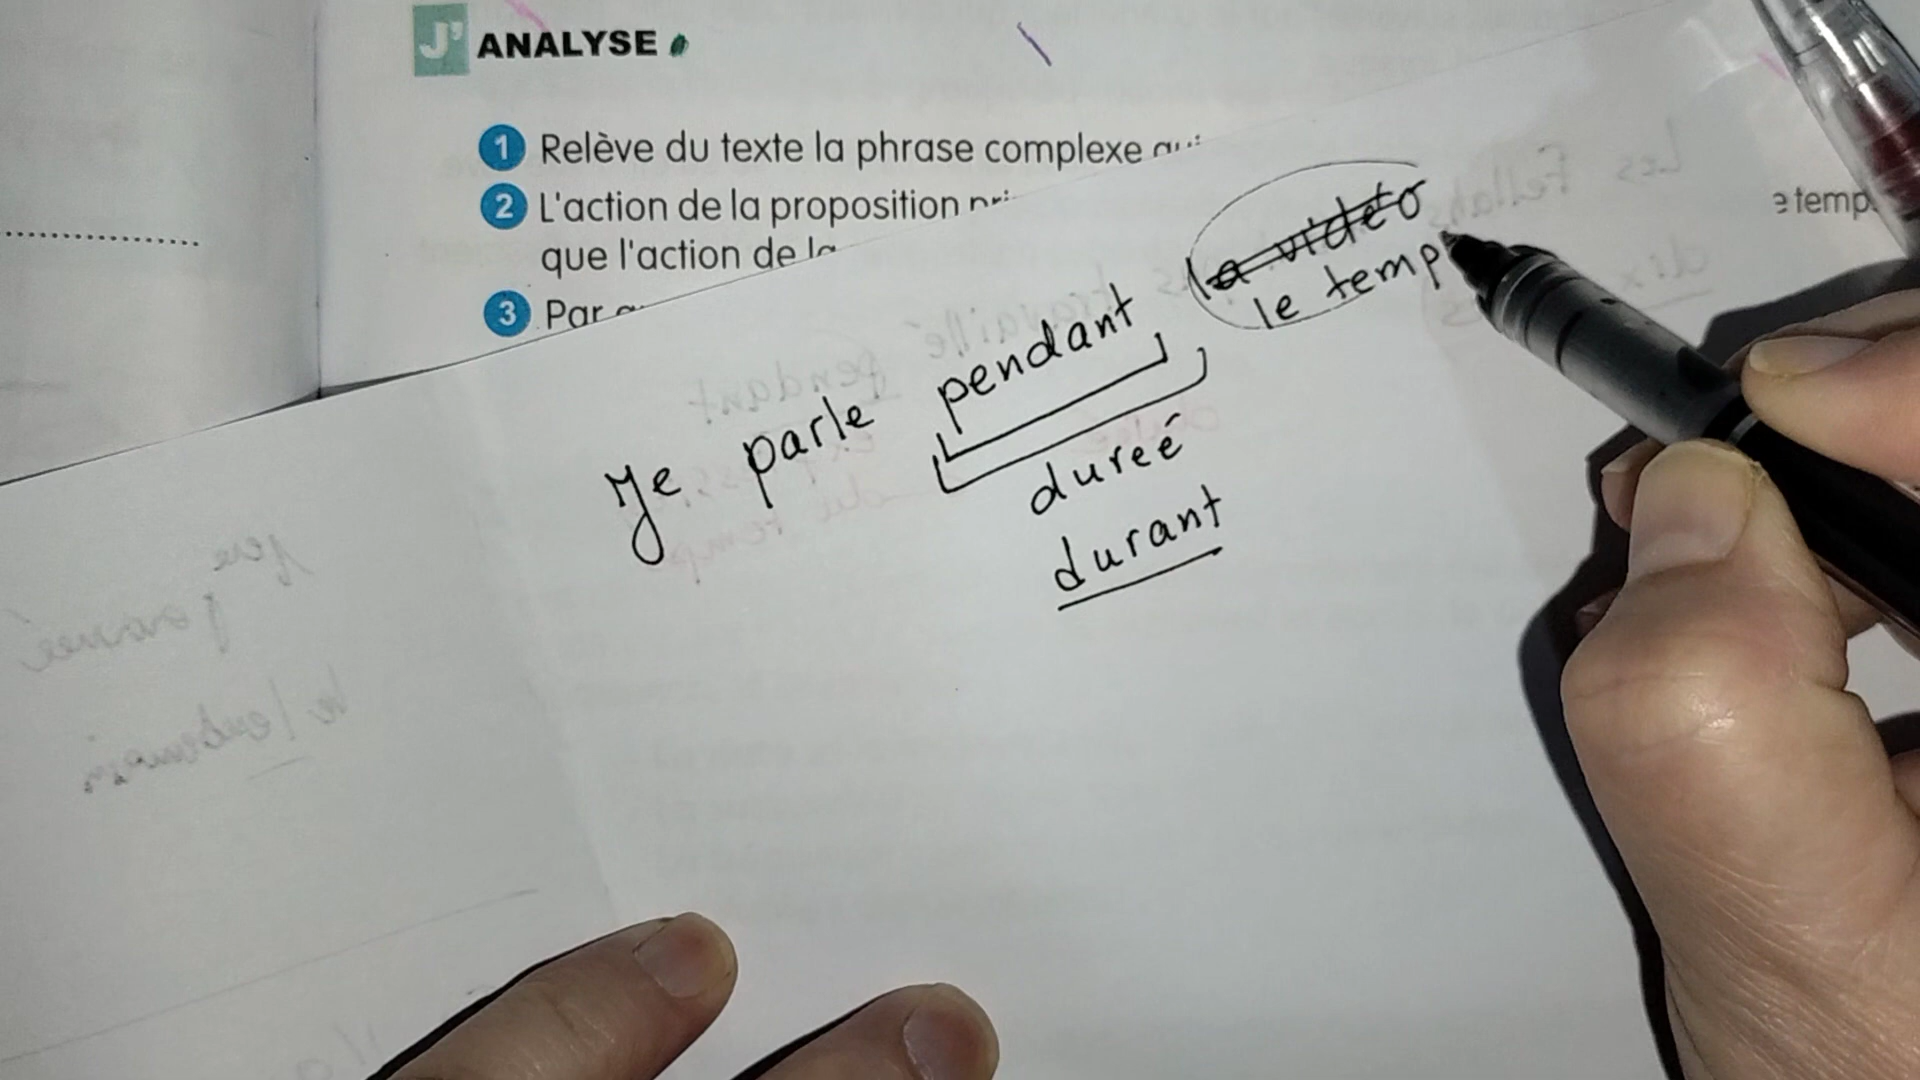 J' ANALYSE
1 Relève du texte la phrase complexe
2 L'action de la proposition
e temp
que l'action de la
3 Par
la vidéo
le temp
Je parle pendant
dureé
durant